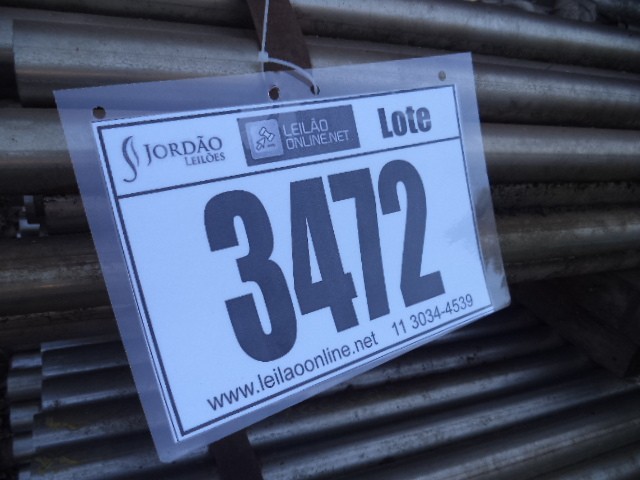 JORDÃO
LEILÕES
LEILÃO
ONLINE.NET
Lote
3472
www.leilaoonline.net 11 3034-4539